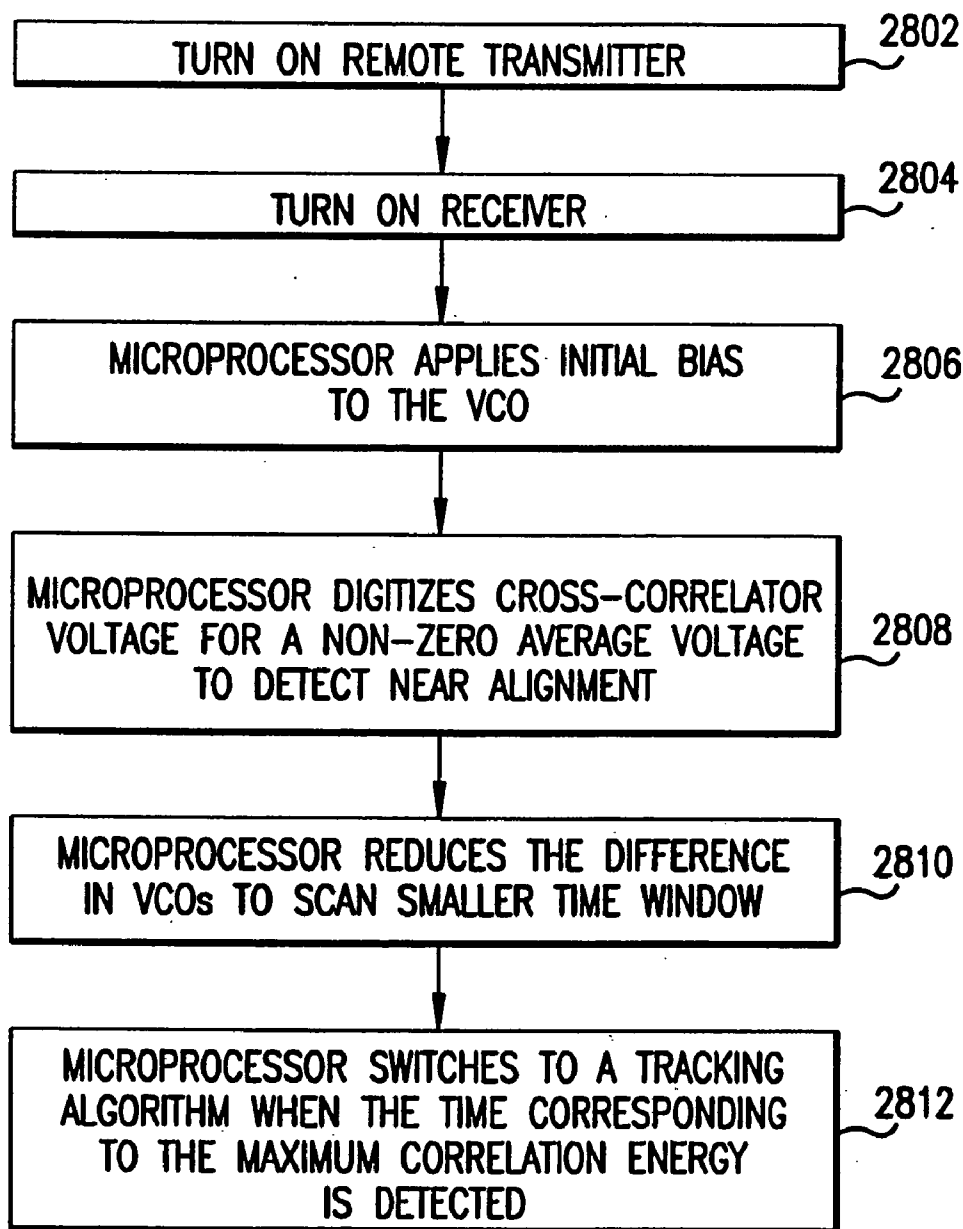 TURN ON REMOTE TRANSMITTER
2802
TURN ON RECEIVER
2804
MICROPROCESSOR APPLIES INITIAL BIAS
TO THE VCO
2806
MICROPROCESSOR DIGITIZES CROSS-CORRELATOR
VOLTAGE FOR A NON-ZERO AVERAGE VOLTAGE
TO DETECT NEAR ALIGNMENT
2808
MICROPROCESSOR REDUCES THE DIFFERENCE
IN VCOs TO SCAN SMALLER TIME WINDOW
2810
MICROPROCESSOR SWITCHES TO A TRACKING
ALGORITHM WHEN THE TIME CORRESPONDING
TO THE MAXIMUM CORRELATION ENERGY
IS DETECTED
2812